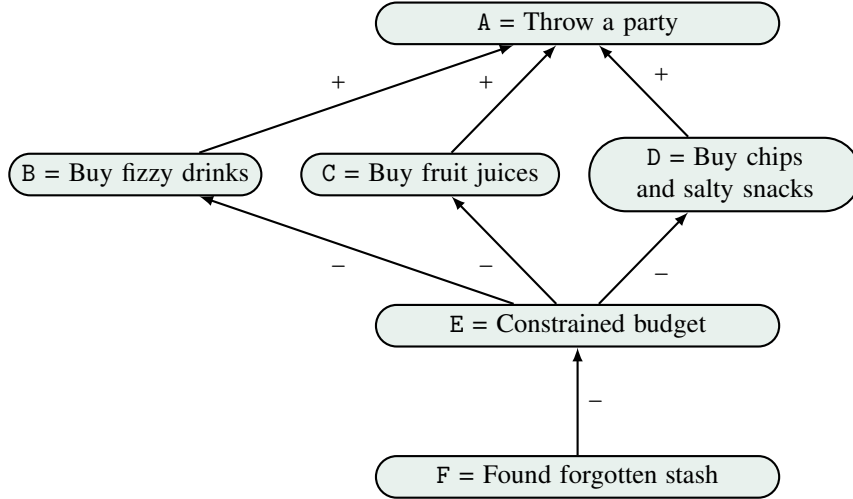 A = Throw a party
+
+
+
B = Buy fizzy drinks
C = Buy fruit juices
D = Buy chips
and salty snacks
–
–
–
E = Constrained budget
–
F = Found forgotten stash